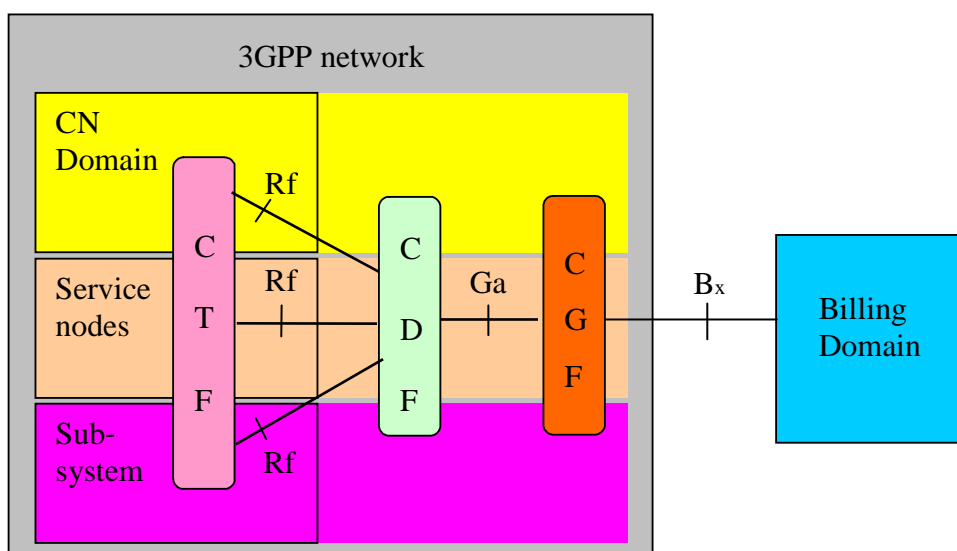 3GPP network
CN
Domain
Rf
C
T
F
Service
nodes
Rf
Sub-
system
Rf
C
D
F
Ga
C
G
F
Bx
Billing
Domain